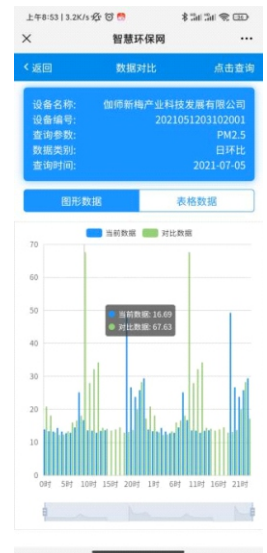 上午8:53 | 3.2K/s
智慧环保网
返回 数据对比 点击查询
设备名称: 伽师新梅产业科技发展有限公司
设备编号: 2021051203102001
查询参数: PM2.5
数据类别: 日环比
查询时间: 2021-07-05
图形数据 表格数据
当前数据 对比数据
70
60
50
当前数据: 16.69
对比数据: 67.63
40
30
20
10
0
0时 5时 10时 15时 20时 1时 6时 11时 16时 21时